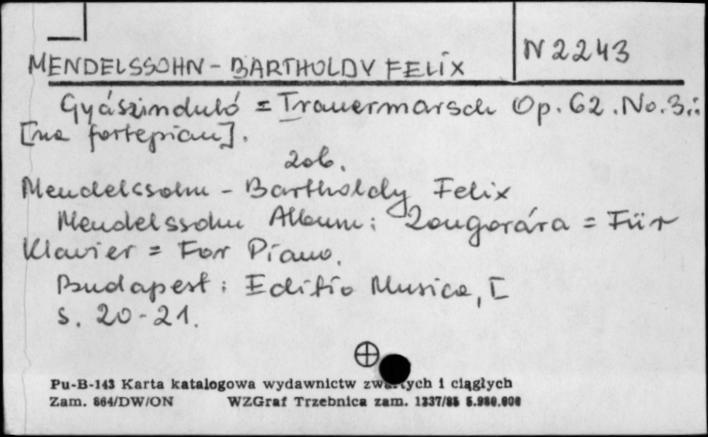 N 2243
MENDELSSOHN - BARTHOLDY FELIX
Gyászinduló = Trauermarsch Op. 62. No. 3.:
[na fortepian].
zob.
Mendelssohn - Bartholdy Felix
Mendelssohn Album: Zongorára = Für
Klavier = For Piano.
Budapest: Editio Musica, I
s. 20-21.
Pu-B-143 Karta katalogowa wydawnictw zwartych i ciągłych
Zam. 864/DW/ON WZGraf Trzebnica zam. 1337/85 5.900.000